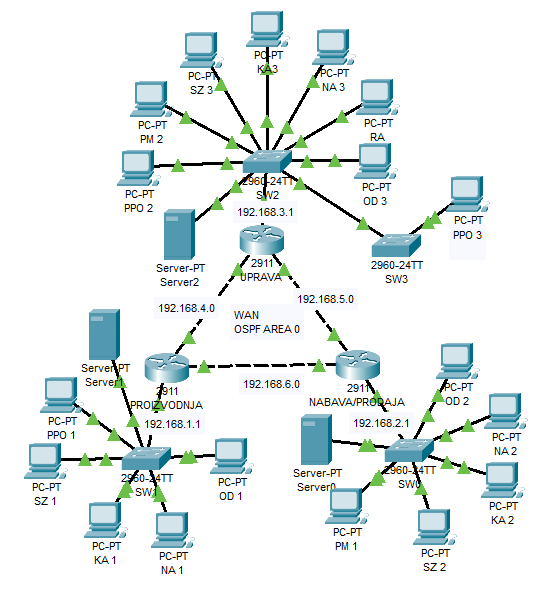 PC-PT
KA3
PC-PT
SZ 3
PC-PT
NA 3
PC-PT
PM 2
PC-PT
RA
PC-PT
PPO 2
2960-24TT
SW2
PC-PT
OD 3
192.168.3.1
PC-PT
PPO 3
Server-PT
Server2
2911
UPRAVA
2960-24TT
SW3
192.168.4.0
192.168.5.0
WAN
OSPF AREA 0
Server-PT
Server1
2911
PROIZVODNJA
192.168.6.0
2911
NABAVA/PRODAJA
PC-PT
OD 2
192.168.1.1
192.168.2.1
PC-PT
PPO 1
PC-PT
NA 2
2960-24TT
2960-24TT
PC-PT
SZ 1
PC-PT
OD 1
Server-PT
Server0
PC-PT
KA 2
PC-PT
KA 1
PC-PT
NA 1
PC-PT
PM 1
PC-PT
SZ 2